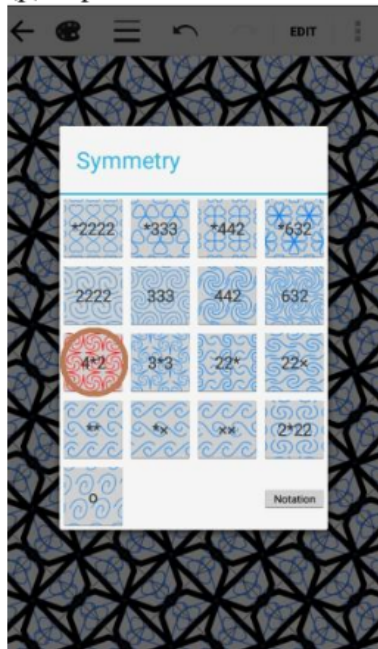 EDIT
Symmetry
*2222 *333 *442 *632
2222 333 442 632
4*2 3*3 22* 22×
** *× ×× 2*22
o
Notation